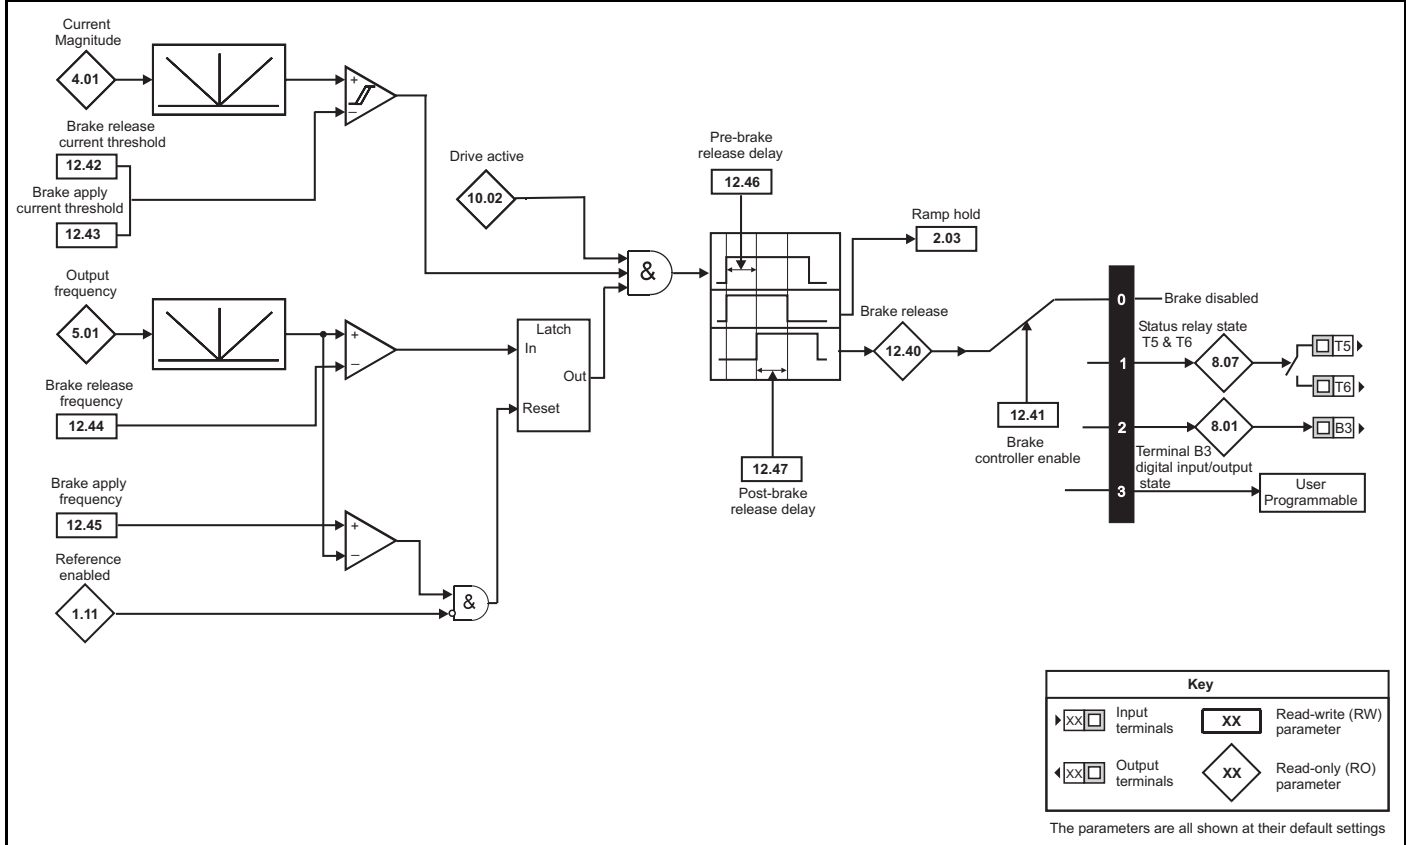 Current
Magnitude
4.01
+
–
Brake release
current threshold
12.42
Brake apply
current threshold
12.43
Drive active
10.02
Pre-brake
release delay
12.46
Ramp hold
2.03
&
Output
frequency
5.01
+
–
Latch
In
Out
Reset
Brake release
frequency
12.44
Brake release
12.40
12.47
Post-brake
release delay
12.41
Brake
controller enable
0
Brake disabled
Status relay state
T5 & T6
1
8.07
T5
T6
2
8.01
B3
Terminal B3
digital input/output
state
3
User
Programmable
Brake apply
frequency
12.45
+
–
Reference
enabled
1.11
&
Key
XX
Input
terminals
XX
Read-write (RW)
parameter
XX
Output
terminals
XX
Read-only (RO)
parameter
The parameters are all shown at their default settings